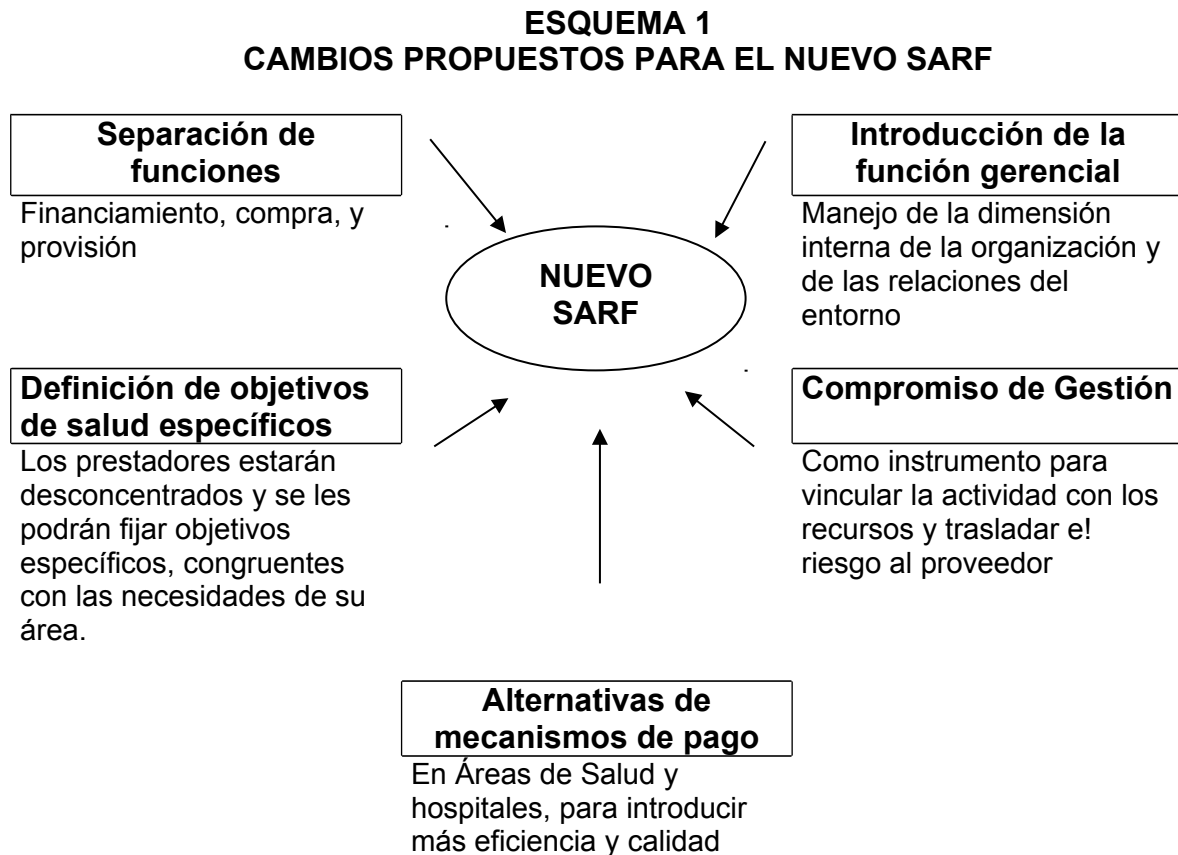 ESQUEMA 1
CAMBIOS PROPUESTOS PARA EL NUEVO SARF
Separación de
funciones
Financiamiento, compra, y
provisión
Introducción de la
función gerencial
Manejo de la dimensión
interna de la organización y
de las relaciones del
entorno
NUEVO
SARF
Definición de objetivos
de salud específicos
Los prestadores estarán
desconcentrados y se les
podrán fijar objetivos
específicos, congruentes
con las necesidades de su
área.
Compromiso de Gestión
Como instrumento para
vincular la actividad con los
recursos y trasladar e!
riesgo al proveedor
Alternativas de
mecanismos de pago
En Áreas de Salud y
hospitales, para introducir
más eficiencia y calidad